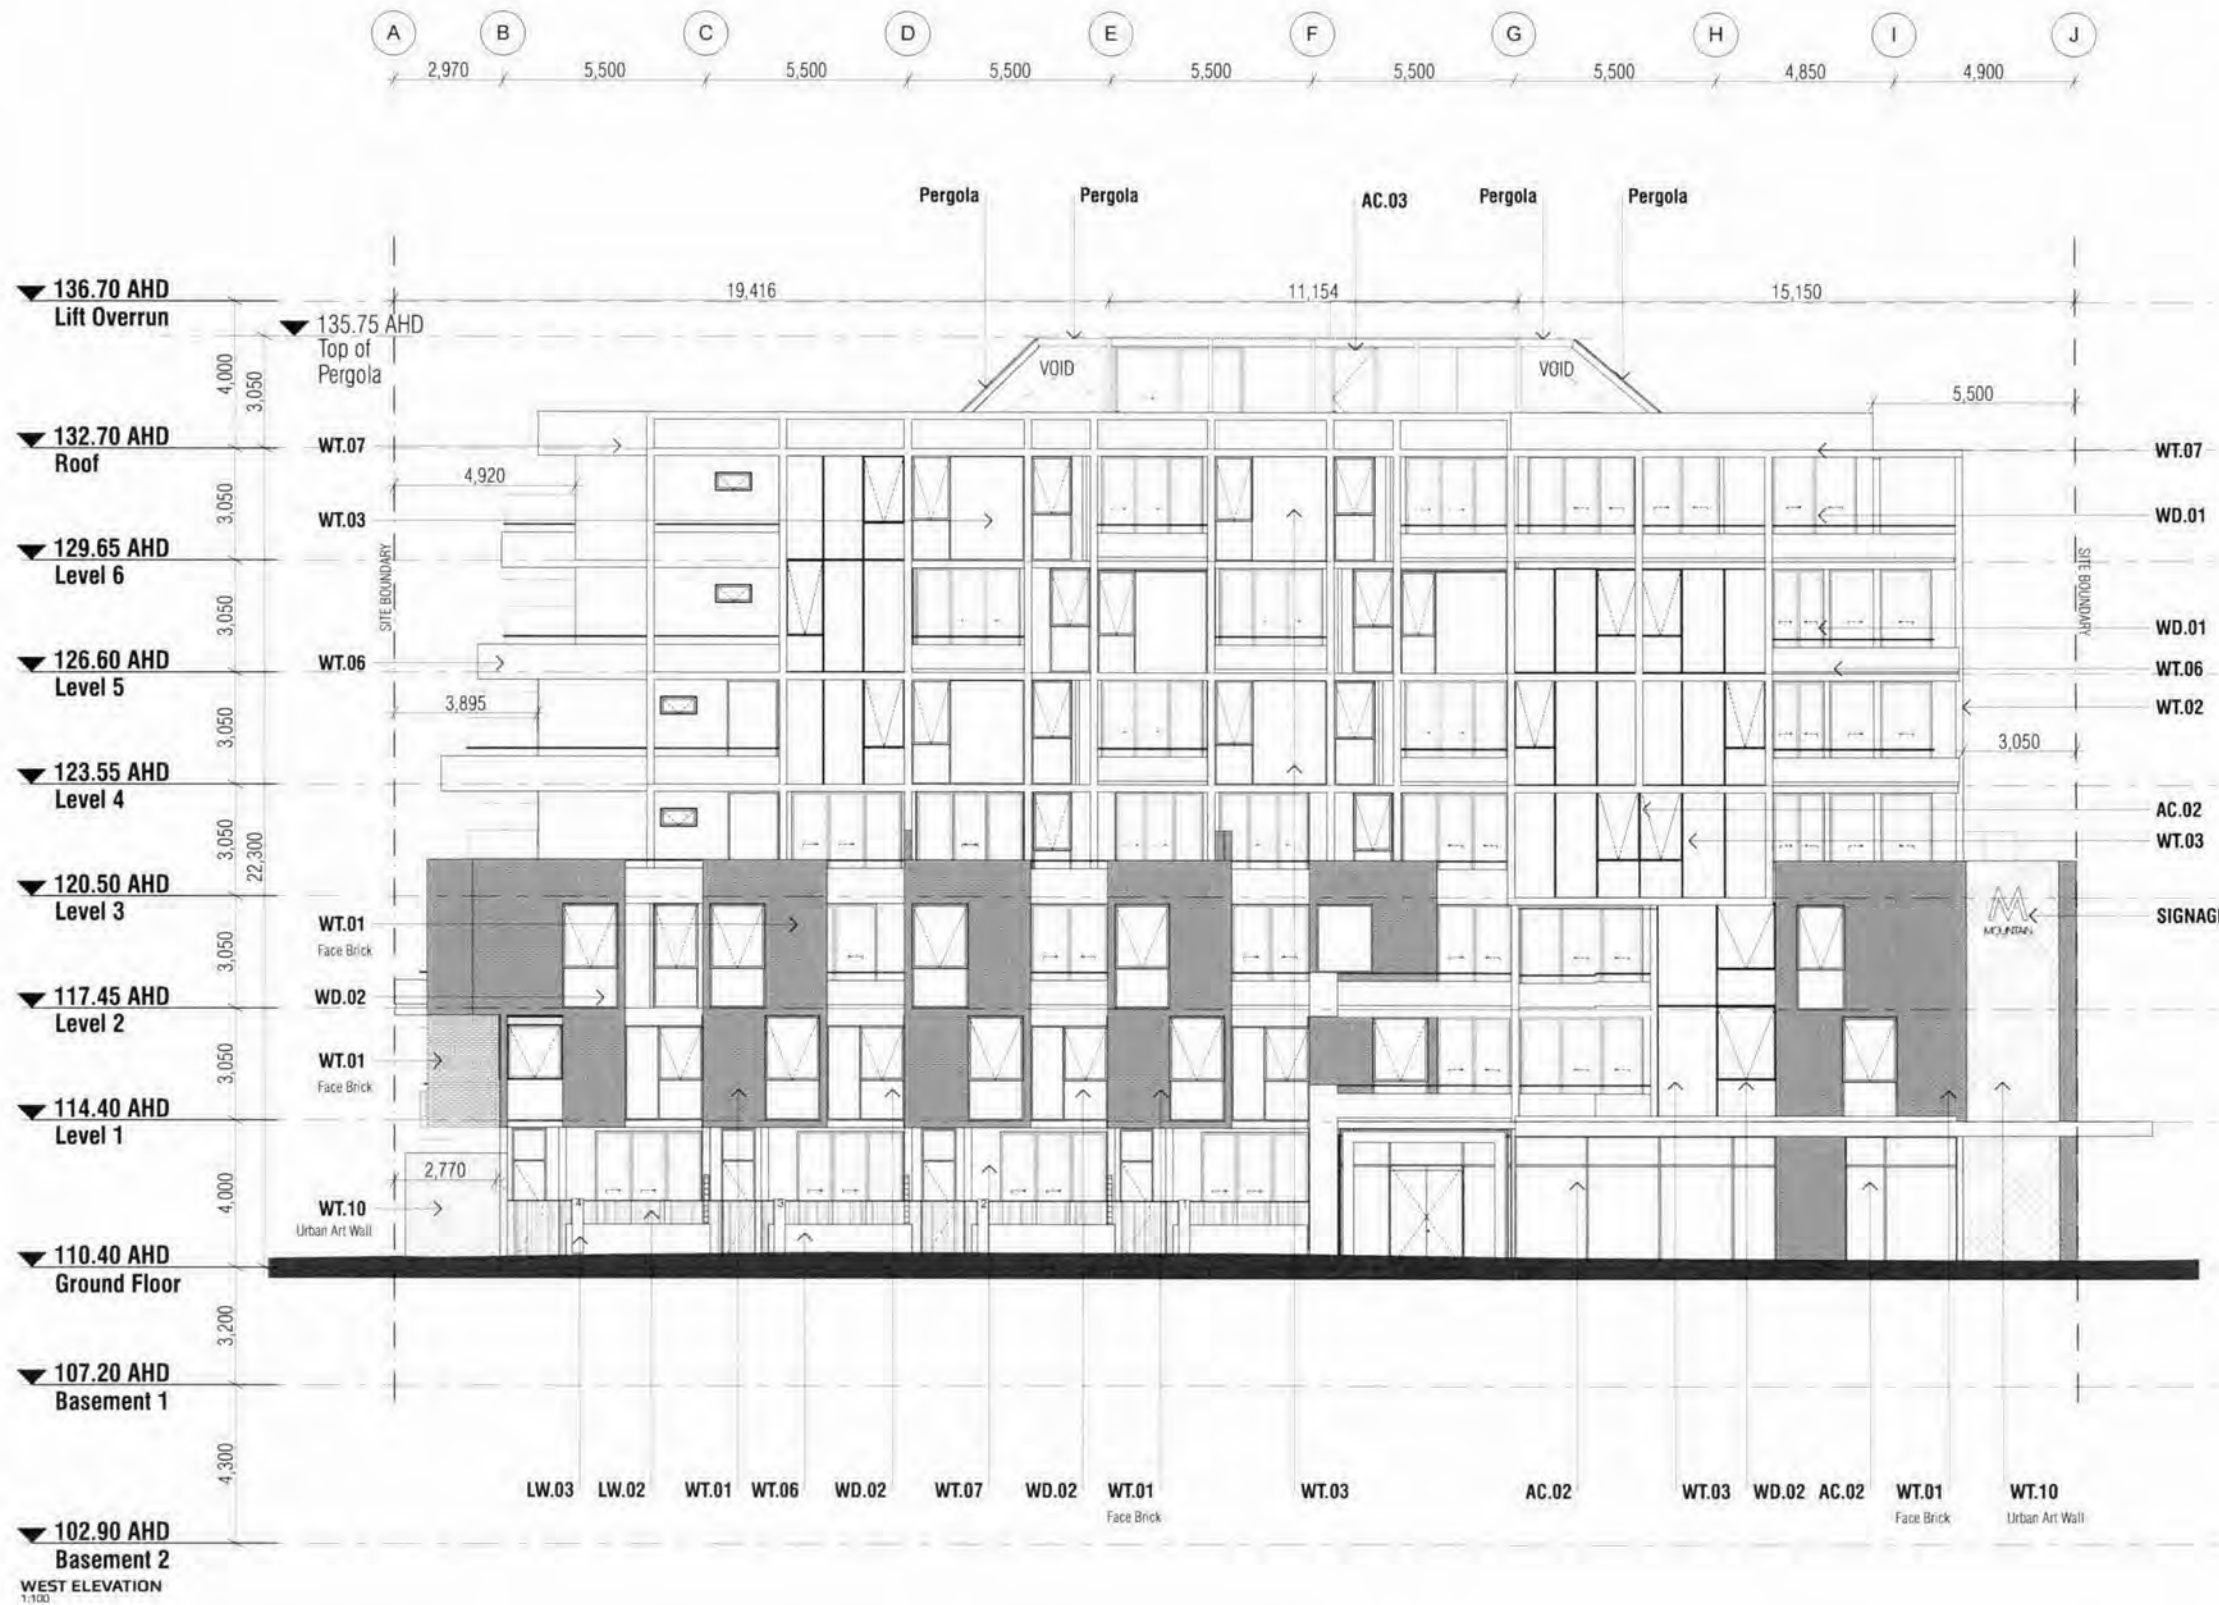 A B C D E F G H I J
2,970 5,500 5,500 5,500 5,500 5,500 5,500 4,850 4,900
Pergola Pergola AC.03 Pergola Pergola
136.70 AHD
Lift Overrun
19,416 11,154 15,150
135.75 AHD
Top of
Pergola
4,000
3,050
VOID VOID
5,500
132.70 AHD
Roof
WT.07 WT.07
4,920
3,050
WT.03 WD.01
129.65 AHD
Level 6
SITE BOUNDARY SITE BOUNDARY
3,050
WD.01
126.60 AHD
Level 5
WT.06 WT.06
3,895
WT.02
3,050
3,050
123.55 AHD
Level 4
AC.02
3,050
22,300
WT.03
120.50 AHD
Level 3
WT.01
Face Brick
MOUNTAIN
3,050
WD.02
117.45 AHD
Level 2
WT.01
Face Brick
3,050
114.40 AHD
Level 1
2,770
4,000
WT.10
Urban Art Wall
4 3 2 1
110.40 AHD
Ground Floor
3,200
107.20 AHD
Basement 1
4,300
LW.03 LW.02 WT.01 WT.06 WD.02 WT.07 WD.02 WT.01 WT.03 AC.02 WT.03 WD.02 AC.02 WT.01 WT.10
Face Brick Face Brick Urban Art Wall
102.90 AHD
Basement 2
WEST ELEVATION
1:100